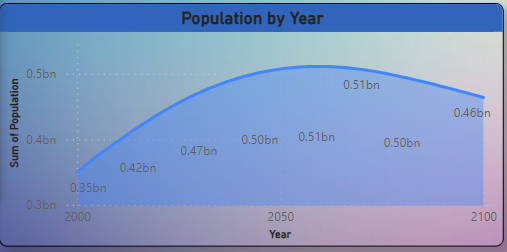 Population by Year
Sum of Population
0.5bn
0.4bn
0.3bn
0.35bn
0.42bn
0.47bn
0.50bn
0.51bn
0.51bn
0.50bn
0.46bn
2000
2050
2100
Year